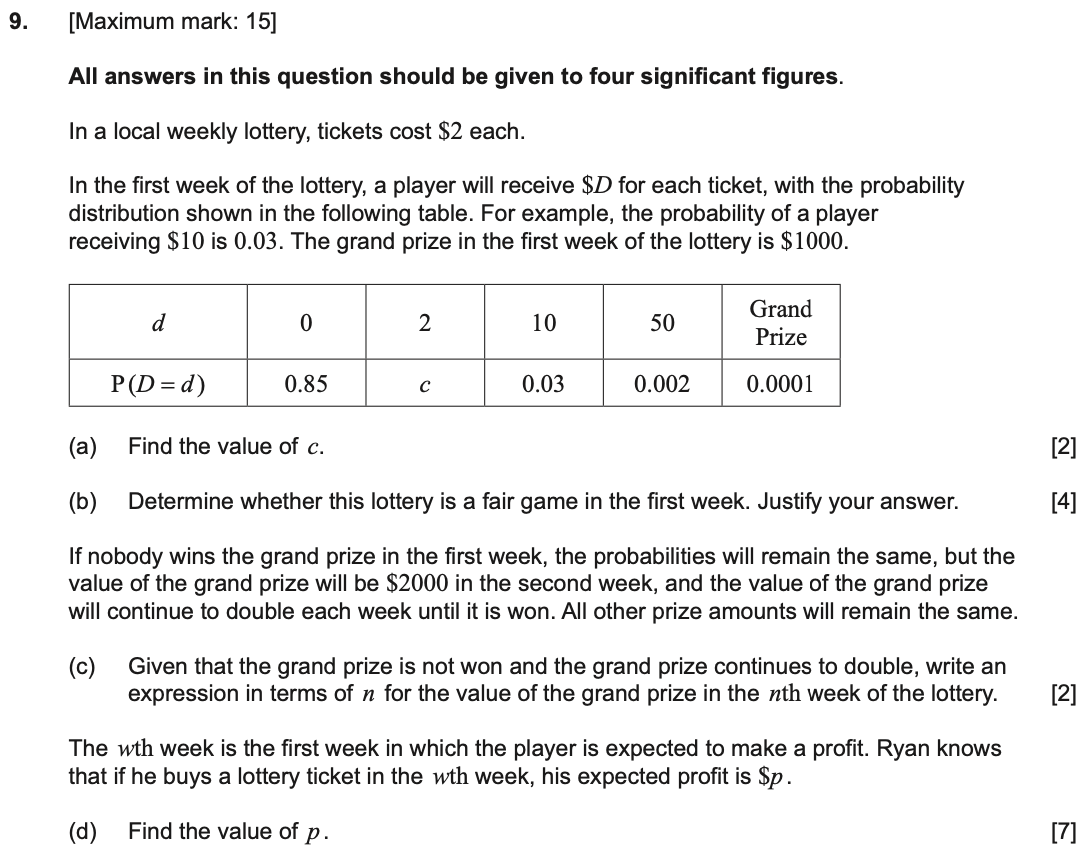 9. [Maximum mark: 15]
All answers in this question should be given to four significant figures.
In a local weekly lottery, tickets cost $2 each.
In the first week of the lottery, a player will receive $D for each ticket, with the probability
distribution shown in the following table. For example, the probability of a player
receiving $10 is 0.03. The grand prize in the first week of the lottery is $1000.
d 0 2 10 50 Grand Prize
P(D = d) 0.85 c 0.03 0.002 0.0001
(a) Find the value of c. [2]
(b) Determine whether this lottery is a fair game in the first week. Justify your answer. [4]
If nobody wins the grand prize in the first week, the probabilities will remain the same, but the
value of the grand prize will be $2000 in the second week, and the value of the grand prize
will continue to double each week until it is won. All other prize amounts will remain the same.
(c) Given that the grand prize is not won and the grand prize continues to double, write an
expression in terms of n for the value of the grand prize in the nth week of the lottery. [2]
The wth week is the first week in which the player is expected to make a profit. Ryan knows
that if he buys a lottery ticket in the wth week, his expected profit is $p.
(d) Find the value of p. [7]